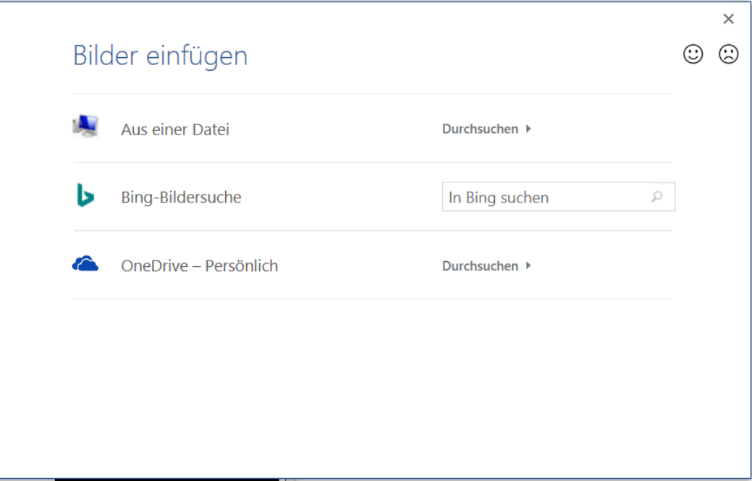 Bilder einfügen
Aus einer Datei Durchsuchen
Bing-Bildersuche In Bing suchen
OneDrive – Persönlich Durchsuchen